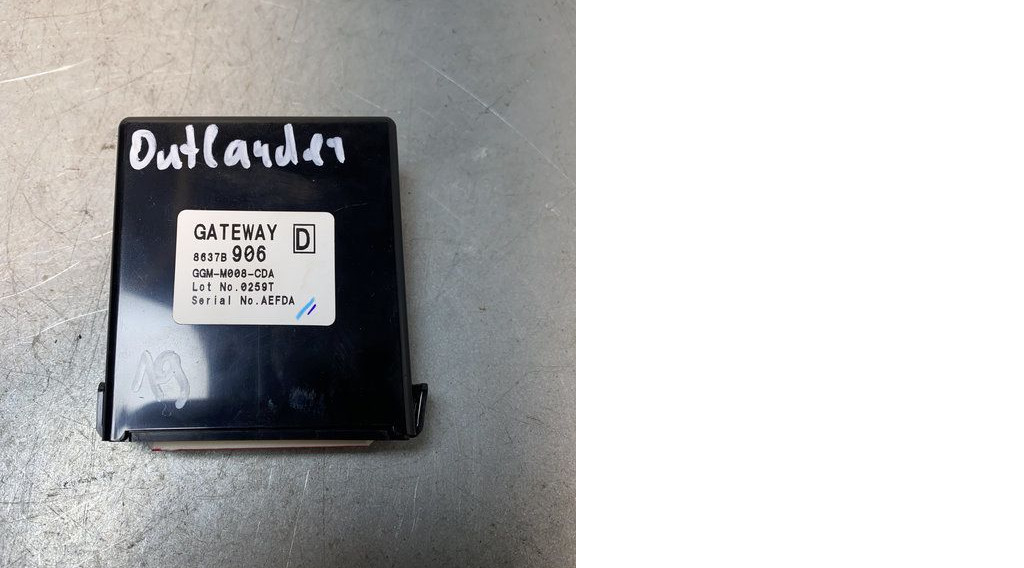 Outlander
GATEWAY D
8637B 906
GGM-M008-CDA
Lot No.0259T
Serial No.AEFDA
19